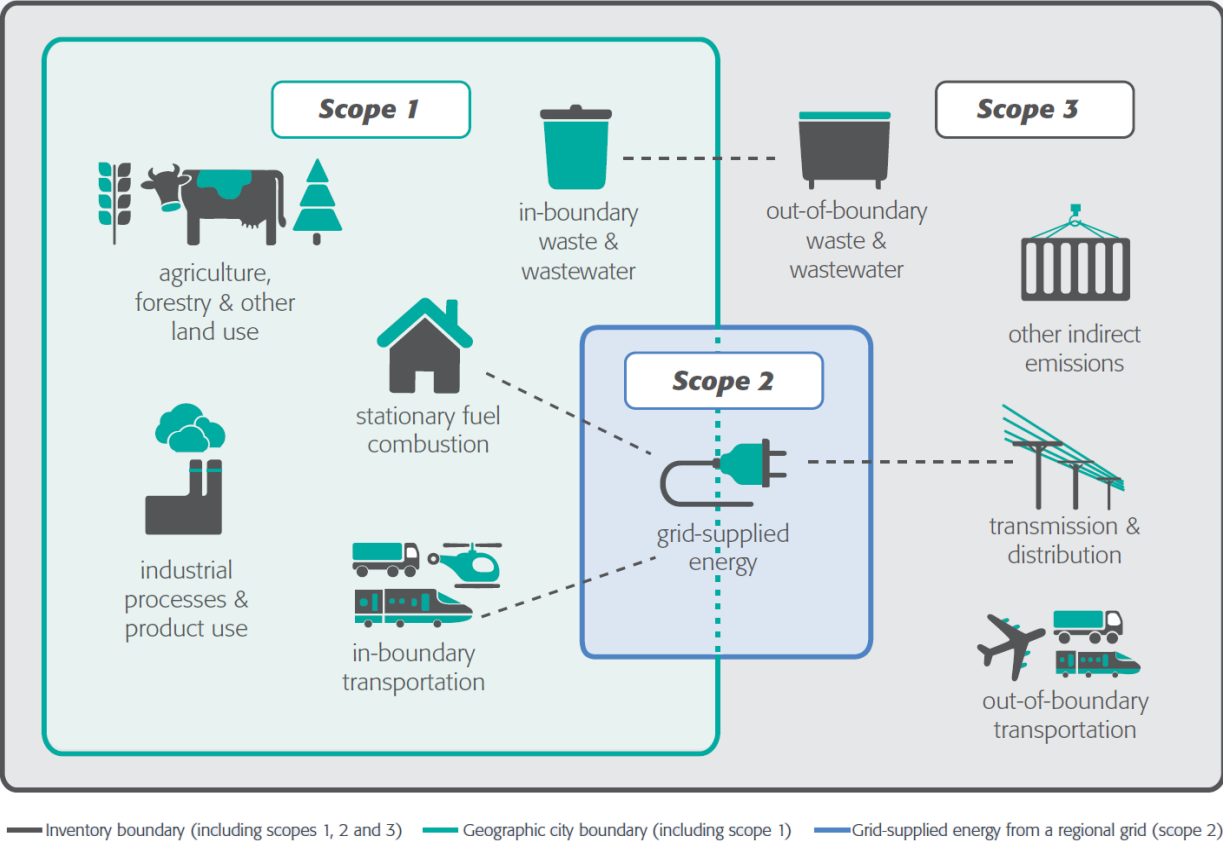 Scope 1
Scope 3
in-boundary
waste &
wastewater
out-of-boundary
waste &
wastewater
agriculture,
forestry & other
land use
other indirect
emissions
Scope 2
stationary fuel
combustion
grid-supplied
energy
transmission &
distribution
industrial
processes &
product use
in-boundary
transportation
out-of-boundary
transportation
Inventory boundary (including scopes 1, 2 and 3)
Geographic city boundary (including scope 1)
Grid-supplied energy from a regional grid (scope 2)